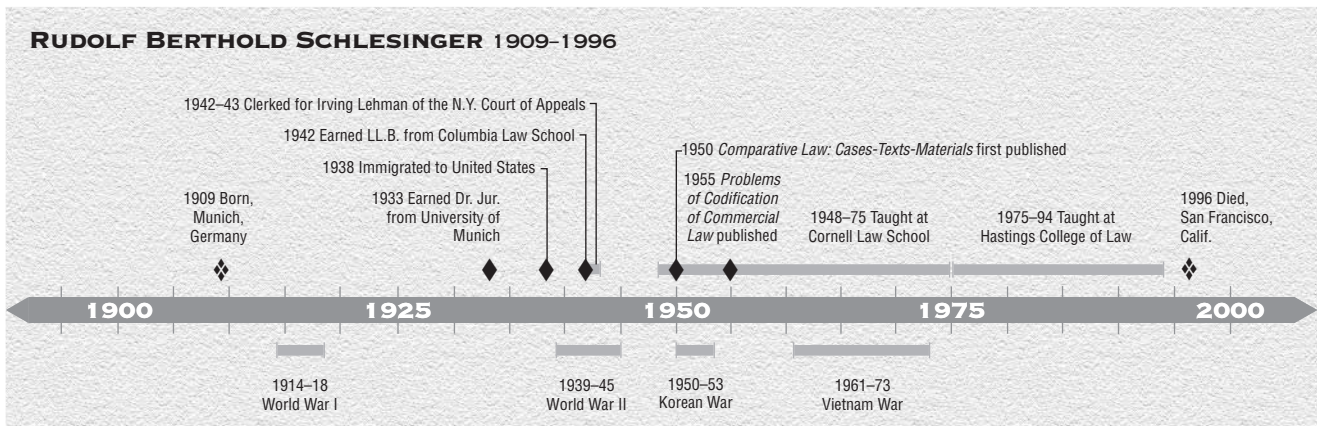 RUDOLF BERTHOLD SCHLESINGER 1909–1996
1942–43 Clerked for Irving Lehman of the N.Y. Court of Appeals
1942 Earned LL.B. from Columbia Law School
1938 Immigrated to United States
1909 Born,
Munich,
Germany
1933 Earned Dr. Jur.
from University of
Munich
1950 Comparative Law: Cases-Texts-Materials first published
1955 Problems
of Codification
of Commercial
Law published
1948–75 Taught at
Cornell Law School
1975–94 Taught at
Hastings College of Law
1996 Died,
San Francisco,
Calif.
1900 1925 1950 1975 2000
1914–18
World War I
1939–45
World War II
1950–53
Korean War
1961–73
Vietnam War